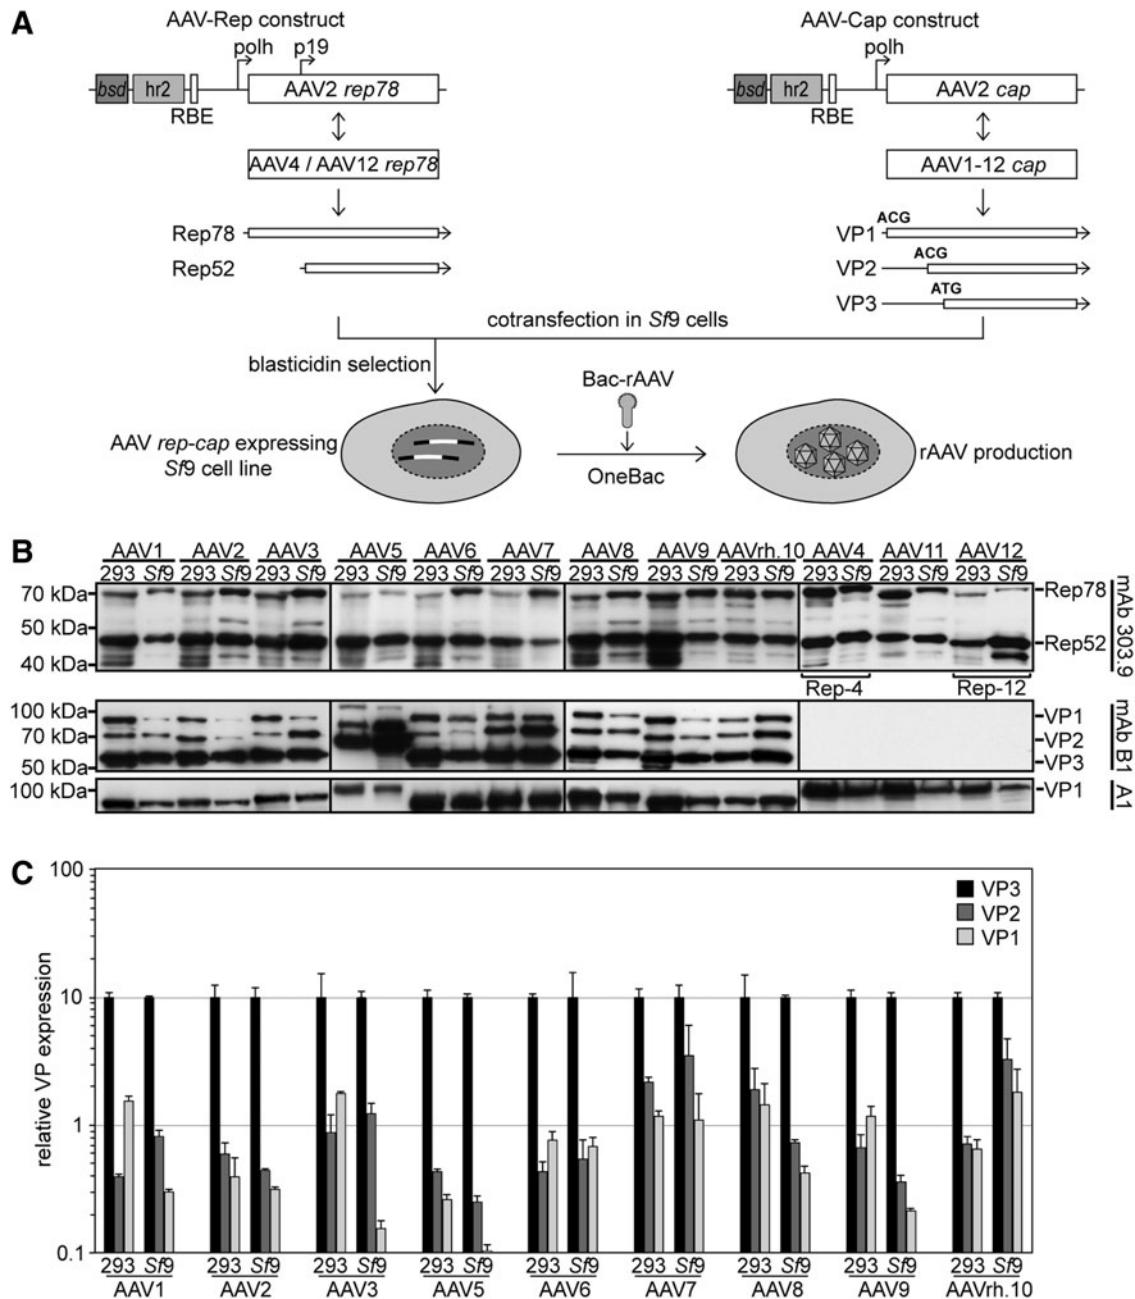 A
AAV-Rep construct
AAV-Cap construct
polh p19
polh
bsd hr2 AAV2 rep78
bsd hr2 AAV2 cap
RBE
RBE
AAV4 / AAV12 rep78
AAV1-12 cap
Rep78
Rep52
ACG
VP1
ACG
VP2
ATG
VP3
cotransfection in Sf9 cells
blasticidin selection
Bac-rAAV
AAV rep-cap expressing
Sf9 cell line
OneBac
rAAV production
B
AAV1 AAV2 AAV3 AAV5 AAV6 AAV7 AAV8 AAV9 AAVrh.10 AAV4 AAV11 AAV12
293 Sf9 293 Sf9 293 Sf9 293 Sf9 293 Sf9 293 Sf9 293 Sf9 293 Sf9 293 Sf9 293 Sf9 293 Sf9 293 Sf9
70 kDa
50 kDa
40 kDa
Rep78
Rep52
mAb 303.9
Rep-4
Rep-12
100 kDa
70 kDa
50 kDa
VP1
VP2
VP3
mAb B1
100 kDa
VP1
A1
C
100
10
1
0.1
relative VP expression
VP3
VP2
VP1
293 Sf9 293 Sf9 293 Sf9 293 Sf9 293 Sf9 293 Sf9 293 Sf9 293 Sf9 293 Sf9
AAV1 AAV2 AAV3 AAV5 AAV6 AAV7 AAV8 AAV9 AAVrh.10